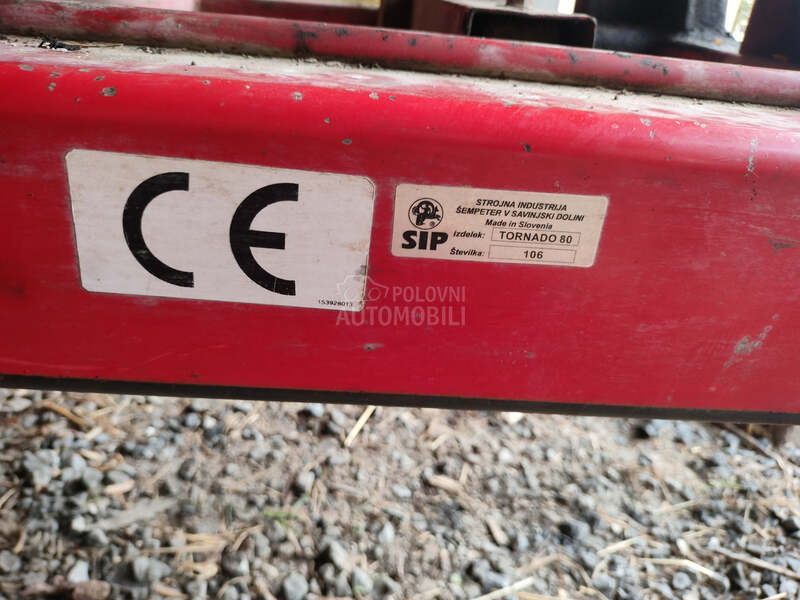 CE
153928013
SIP
STROJNA INDUSTRIJA
ŠEMPETER V SAVINJSKI DOLINI
Made in Slovenia
izdelek: TORNADO 80
Številka: 106
POLOVNI
AUTOMOBILI